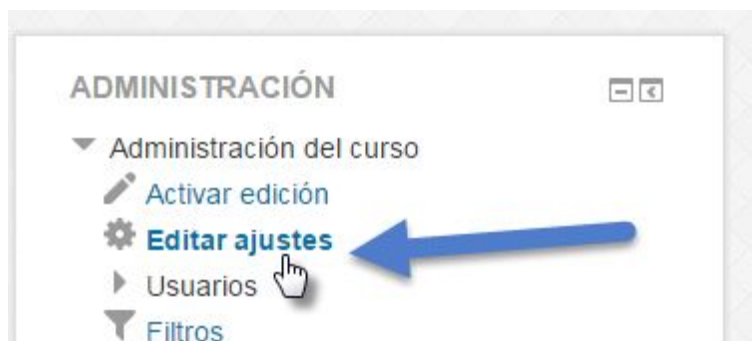 ADMINISTRACIÓN
Administración del curso
Activar edición
Editar ajustes
Usuarios
Filtros